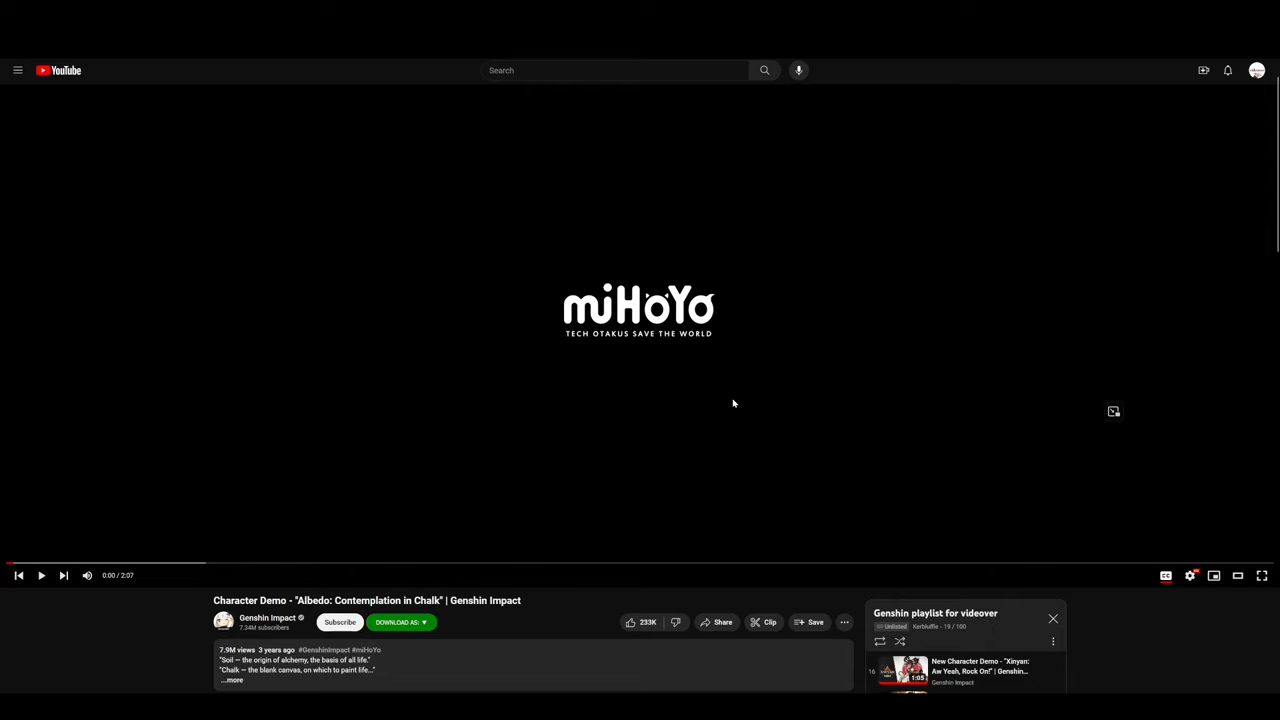 YouTube
Search
miHoYo
TECH OTAKUS SAVE THE WORLD
0:00 / 2:07
CC
Character Demo - "Albedo: Contemplation in Chalk" | Genshin Impact
Genshin Impact
7.34M subscribers
Subscribe
DOWNLOAD AS: ▼
233K
Share
Clip
Save
7.9M views 3 years ago #GenshinImpact #miHoYo
"Soil — the origin of alchemy, the basis of all life."
"Chalk — the blank canvas, on which to paint life..."
...more
Genshin playlist for videover
Unlisted Kerbluffle - 19 / 100
16
1:05
New Character Demo - "Xinyan:
Aw Yeah, Rock On!" | Genshin...
Genshin Impact